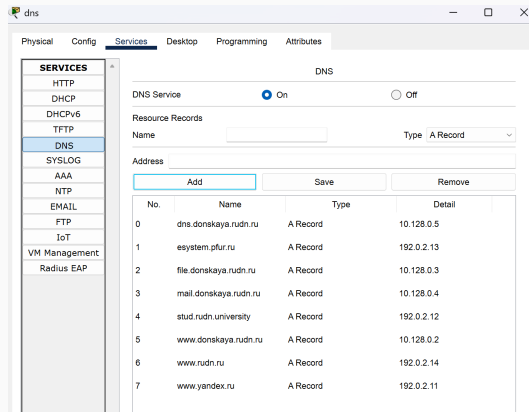 dns
Physical Config Services Desktop Programming Attributes
SERVICES
HTTP
DHCP
DHCPv6
TFTP
DNS
SYSLOG
AAA
NTP
EMAIL
FTP
IoT
VM Management
Radius EAP
DNS
DNS Service On Off
Resource Records
Name Type A Record
Address
Add Save Remove
No. Name Type Detail
0 dns.donskaya.rudn.ru A Record 10.128.0.5
1 esystem.pfur.ru A Record 192.0.2.13
2 file.donskaya.rudn.ru A Record 10.128.0.3
3 mail.donskaya.rudn.ru A Record 10.128.0.4
4 stud.rudn.university A Record 192.0.2.12
5 www.donskaya.rudn.ru A Record 10.128.0.2
6 www.rudn.ru A Record 192.0.2.14
7 www.yandex.ru A Record 192.0.2.11